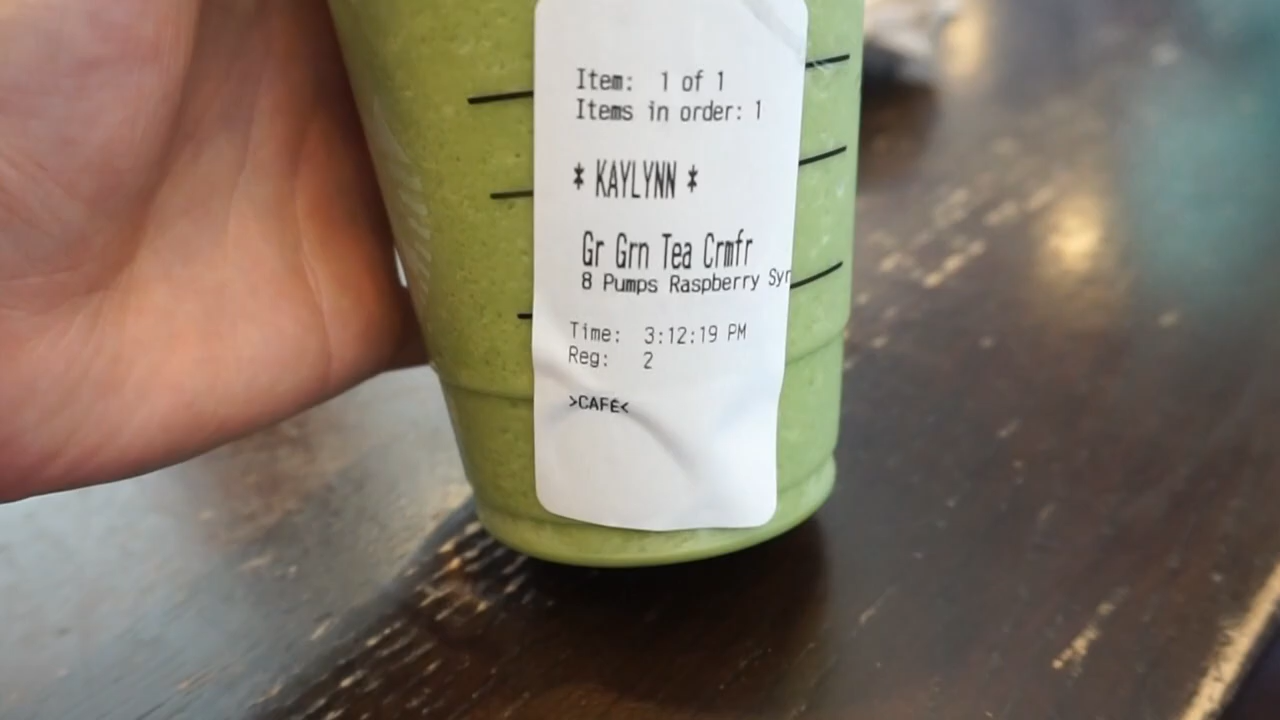 Item: 1 of 1
Items in order: 1
* KAYLYNN *
Gr Grn Tea Crmfr
8 Pumps Raspberry Syr
Time: 3:12:19 PM
Reg: 2
>CAFE<